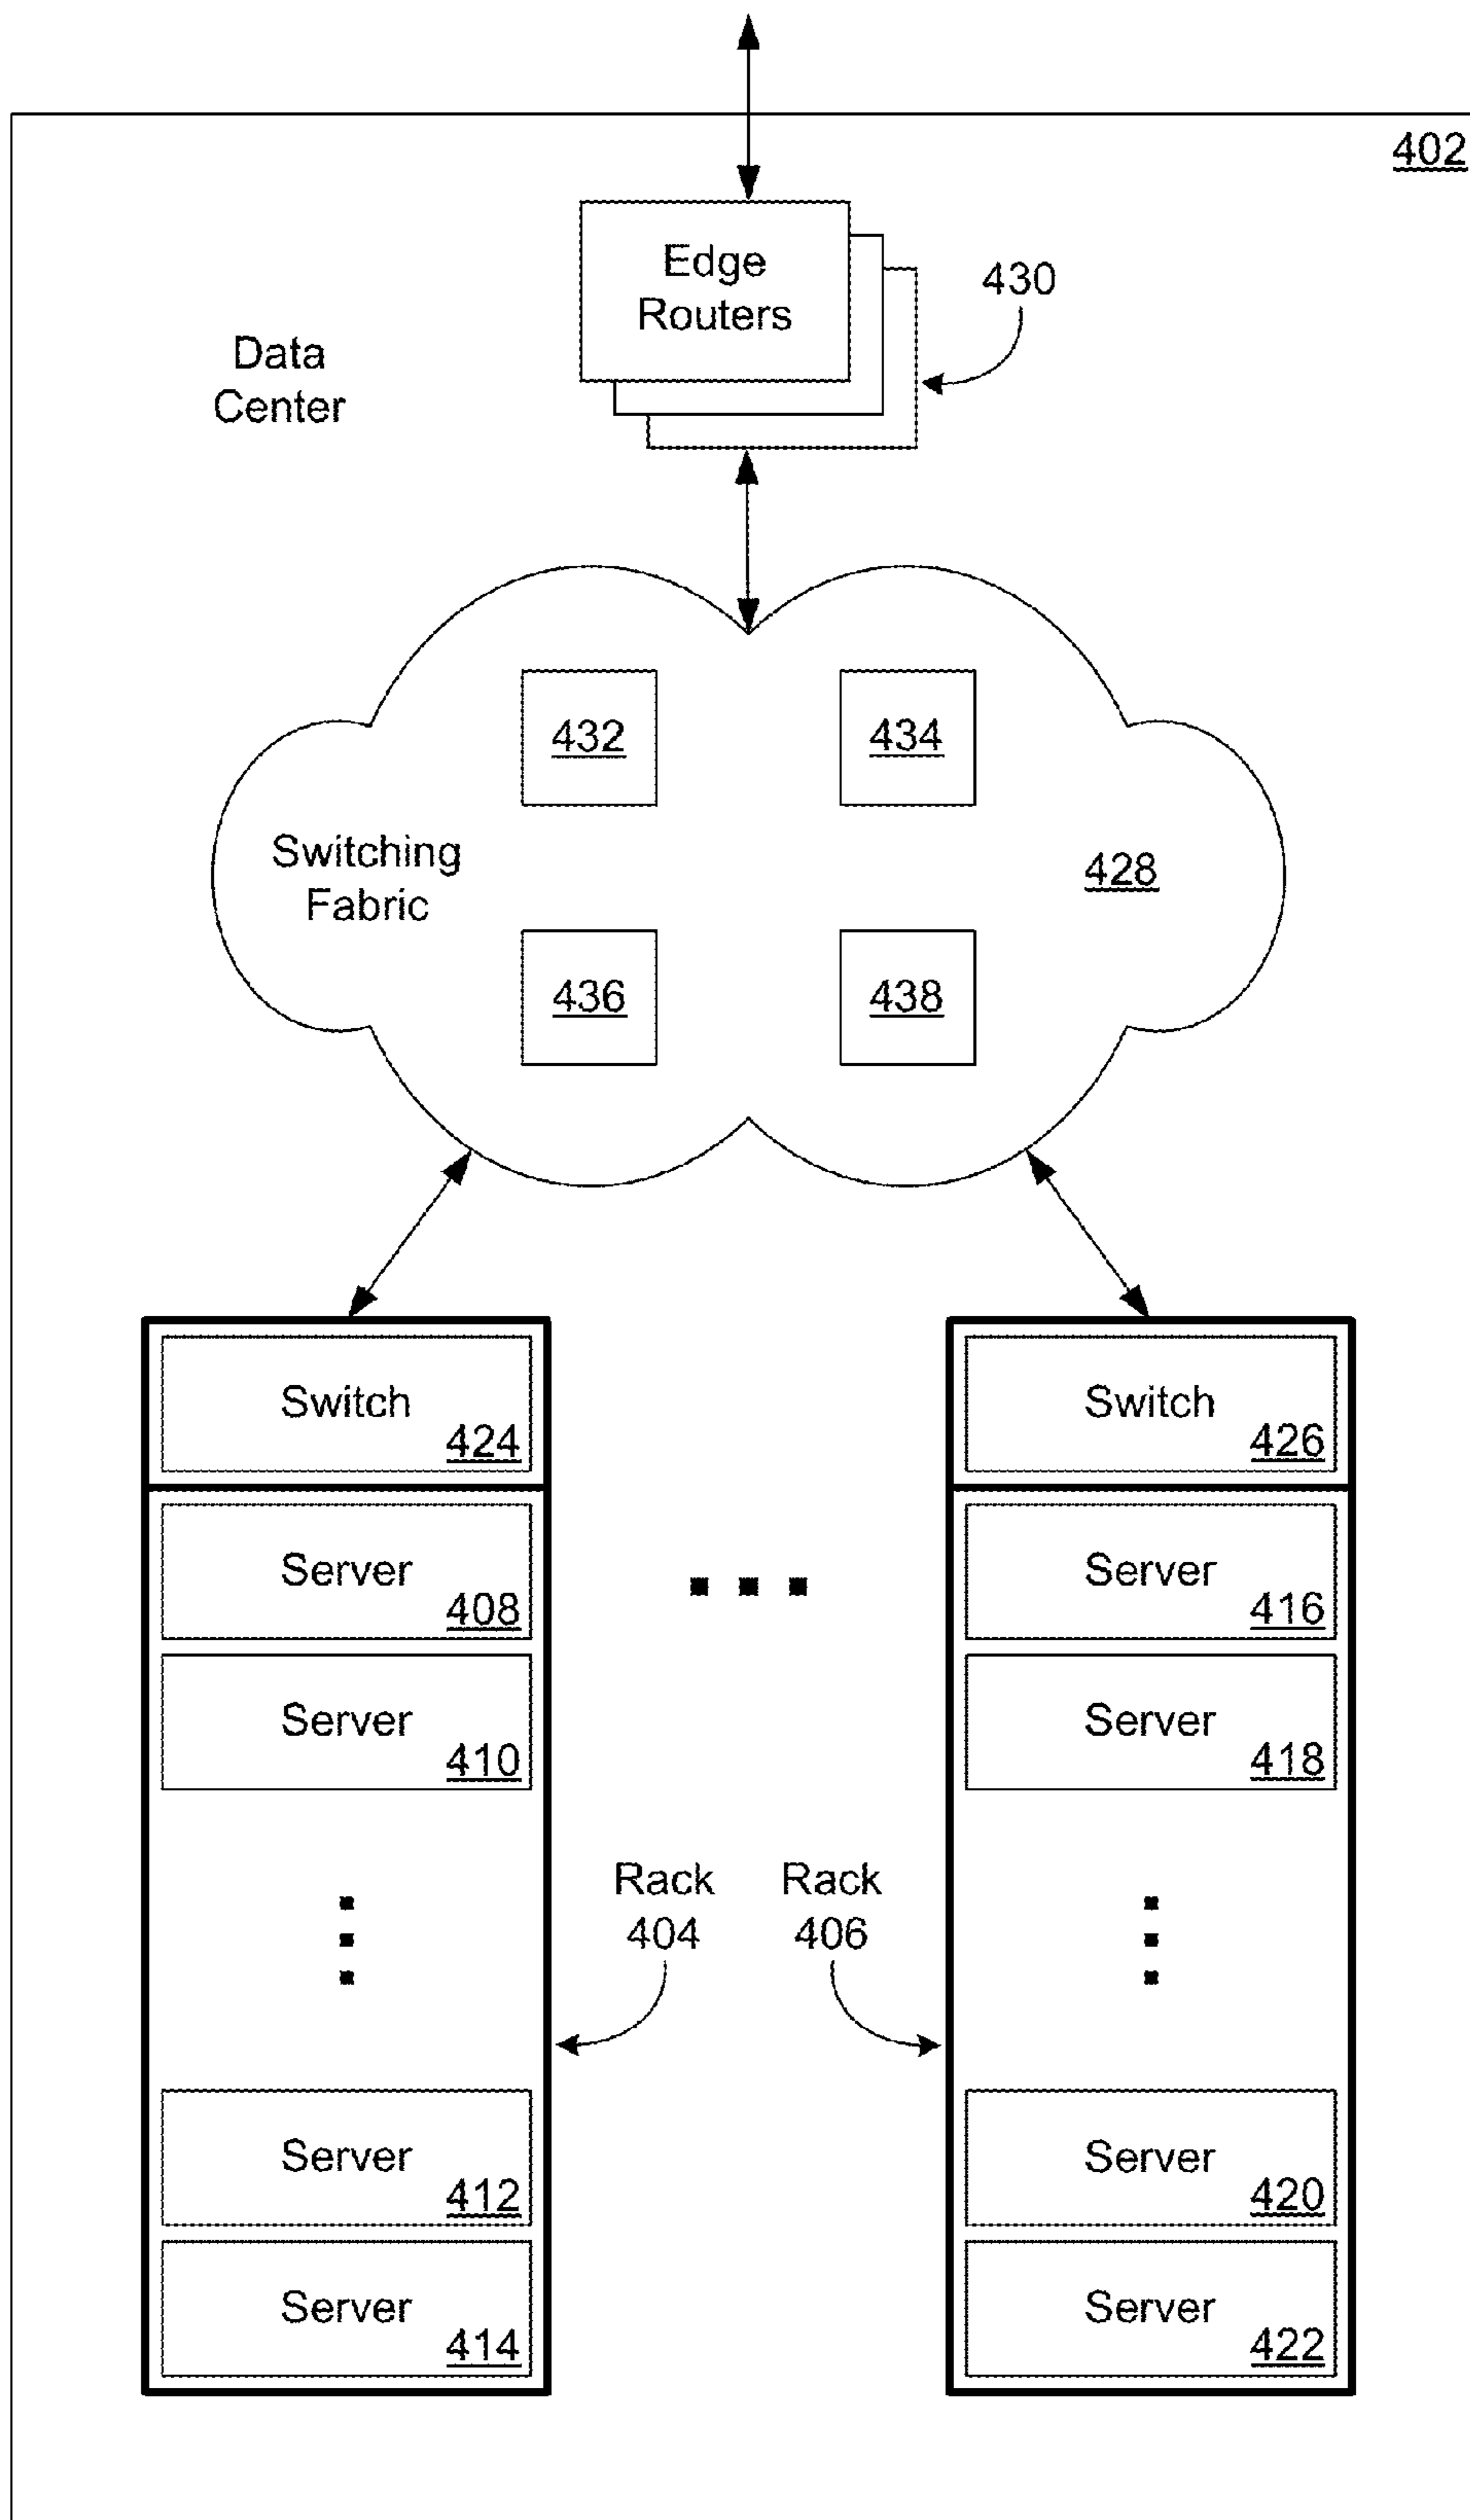 402
Edge
Routers
430
Data
Center
432
434
Switching
Fabric
428
436
438
Switch
424
Server
408
Server
410
Rack
404
Server
412
Server
414
Switch
426
Server
416
Server
418
Rack
406
Server
420
Server
422